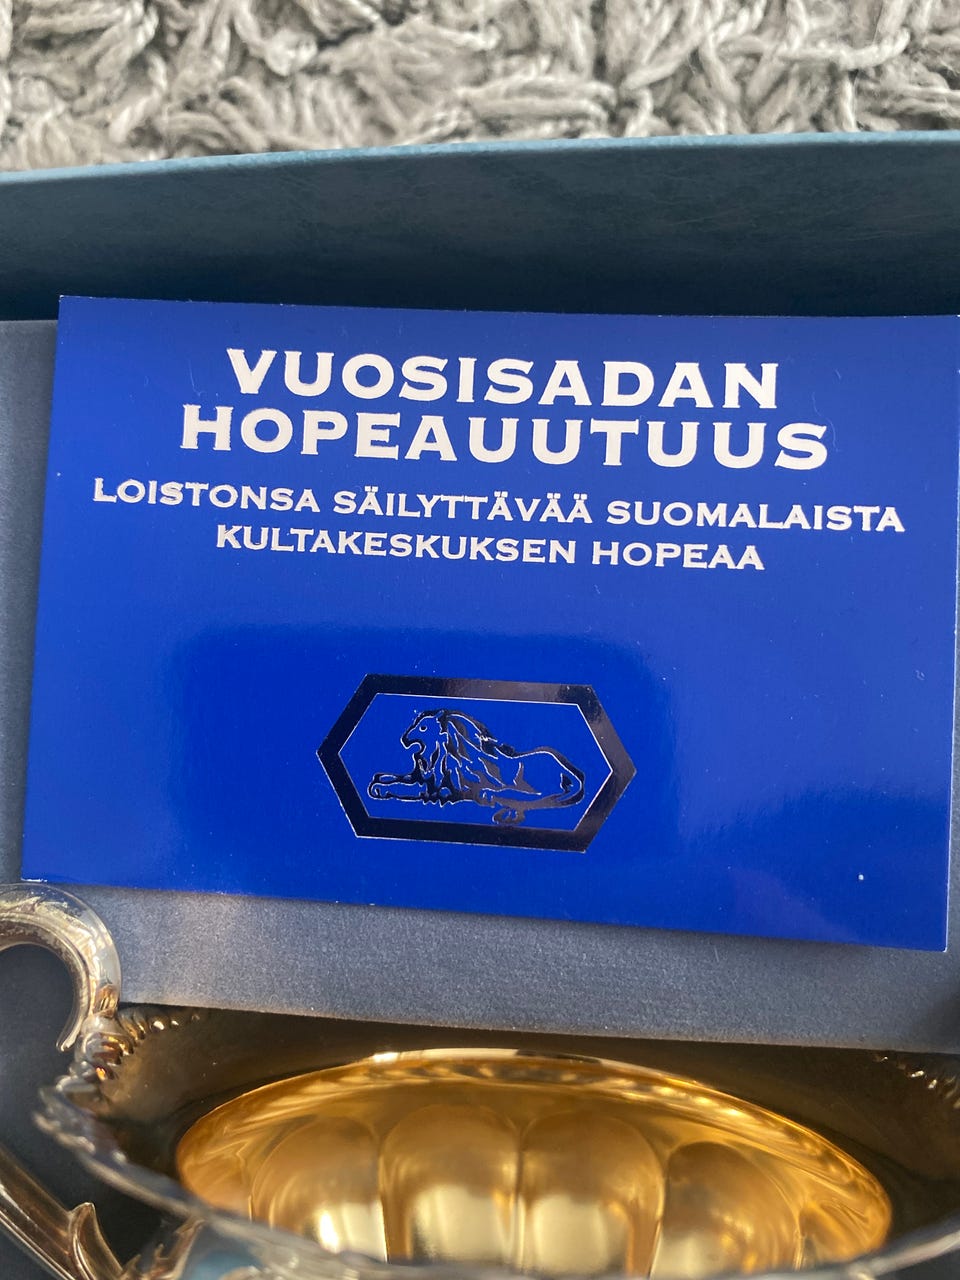 VUOSISADAN
HOPEAUUTUUS
LOISTONSA SÄILYTTÄVÄÄ SUOMALAISTA
KULTAKESKUKSEN HOPEAA